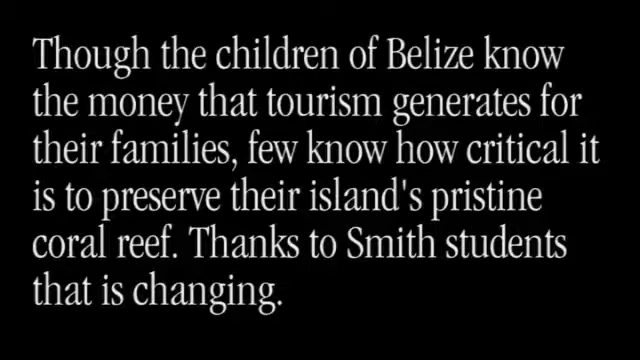 Though the children of Belize know
the money that tourism generates for
their families, few know how critical it
is to preserve their island's pristine
coral reef. Thanks to Smith students
that is changing.